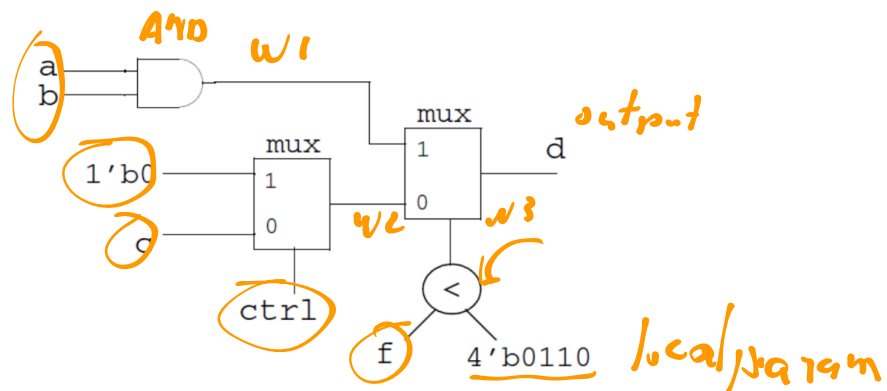 AND
W1
a
b
mux
output
1
d
mux
1'b0
1
0
W2
W3
c
0
<
ctrl
f
4'b0110
localparam